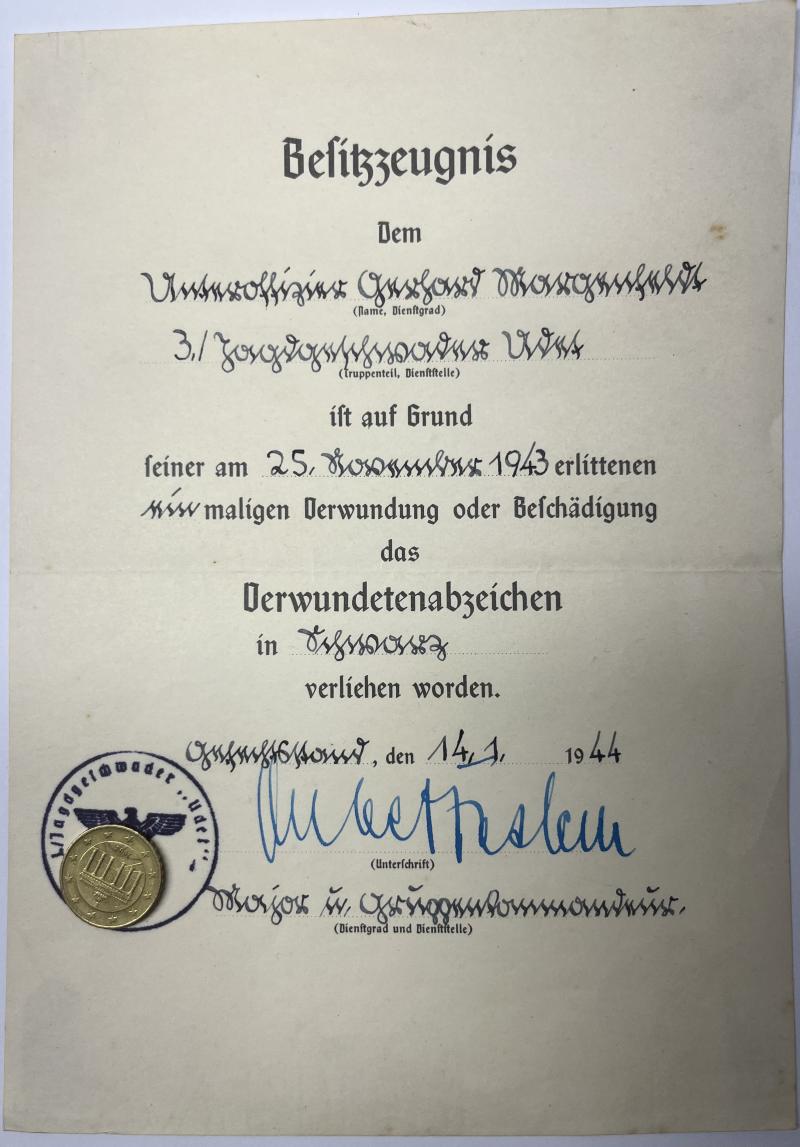 Besitzzeugnis
Dem
Unteroffizier Gerhard Margenfeldt
(Name, Dienstgrad)
3./Jagdgeschwader Udet
(Truppenteil, Dienststelle)
ist auf Grund
seiner am 25. November 1943 erlittenen
ein maligen Verwundung oder Beschädigung
das
Verwundetenabzeichen
in Schwarz
verliehen worden.
Gefechtsstand, den 14.1. 1944
I./Jagdgeschwader „Udet“
(Unterschrift)
Major u. Gruppenkommandeur.
(Dienstgrad und Dienststelle)